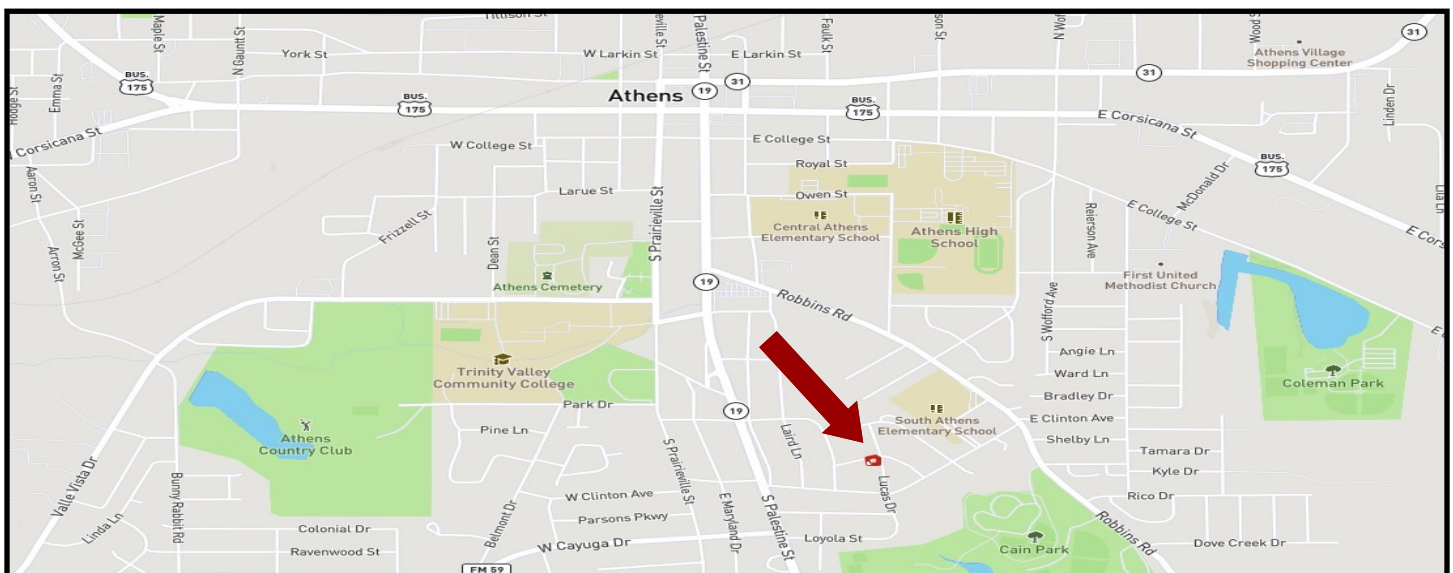 Maple St
N Gauntt St
York St
W Larkin St
Palestine St
E Larkin St
Faulk St
31
Athens Village
Shopping Center
31
31
19
Athens
BUS.
175
BUS.
175
BUS.
175
BUS.
175
Emma St
Linden Dr
E Corsicana St
Corsicana St
W College St
E College St
Royal St
Owen St
Larue St
Frizzell St
Dean St
S Prairieville St
Aaron St
McGee St
Arron St
Central Athens
Elementary School
Athens High
School
Reierson Ave
McDonald Dr
E College St
Athens Cemetery
19
Robbins Rd
First United
Methodist Church
S Wofford Ave
Angie Ln
Ward Ln
Bradley Dr
E Clinton Ave
Shelby Ln
Coleman Park
Trinity Valley
Community College
Park Dr
Pine Ln
19
Laird Ln
South Athens
Elementary School
Athens
Country Club
Tamara Dr
Kyle Dr
Rico Dr
Lucas Dr
Valle Vista Dr
Bunny Rabbit Rd
Linda Ln
Colonial Dr
Ravenwood St
Belmont Dr
W Clinton Ave
Parsons Pkwy
W Cayuga Dr
FM 59
S Prairieville St
E Maryland Dr
S Palestine St
Loyola St
Cain Park
Robbins Rd
Dove Creek Dr